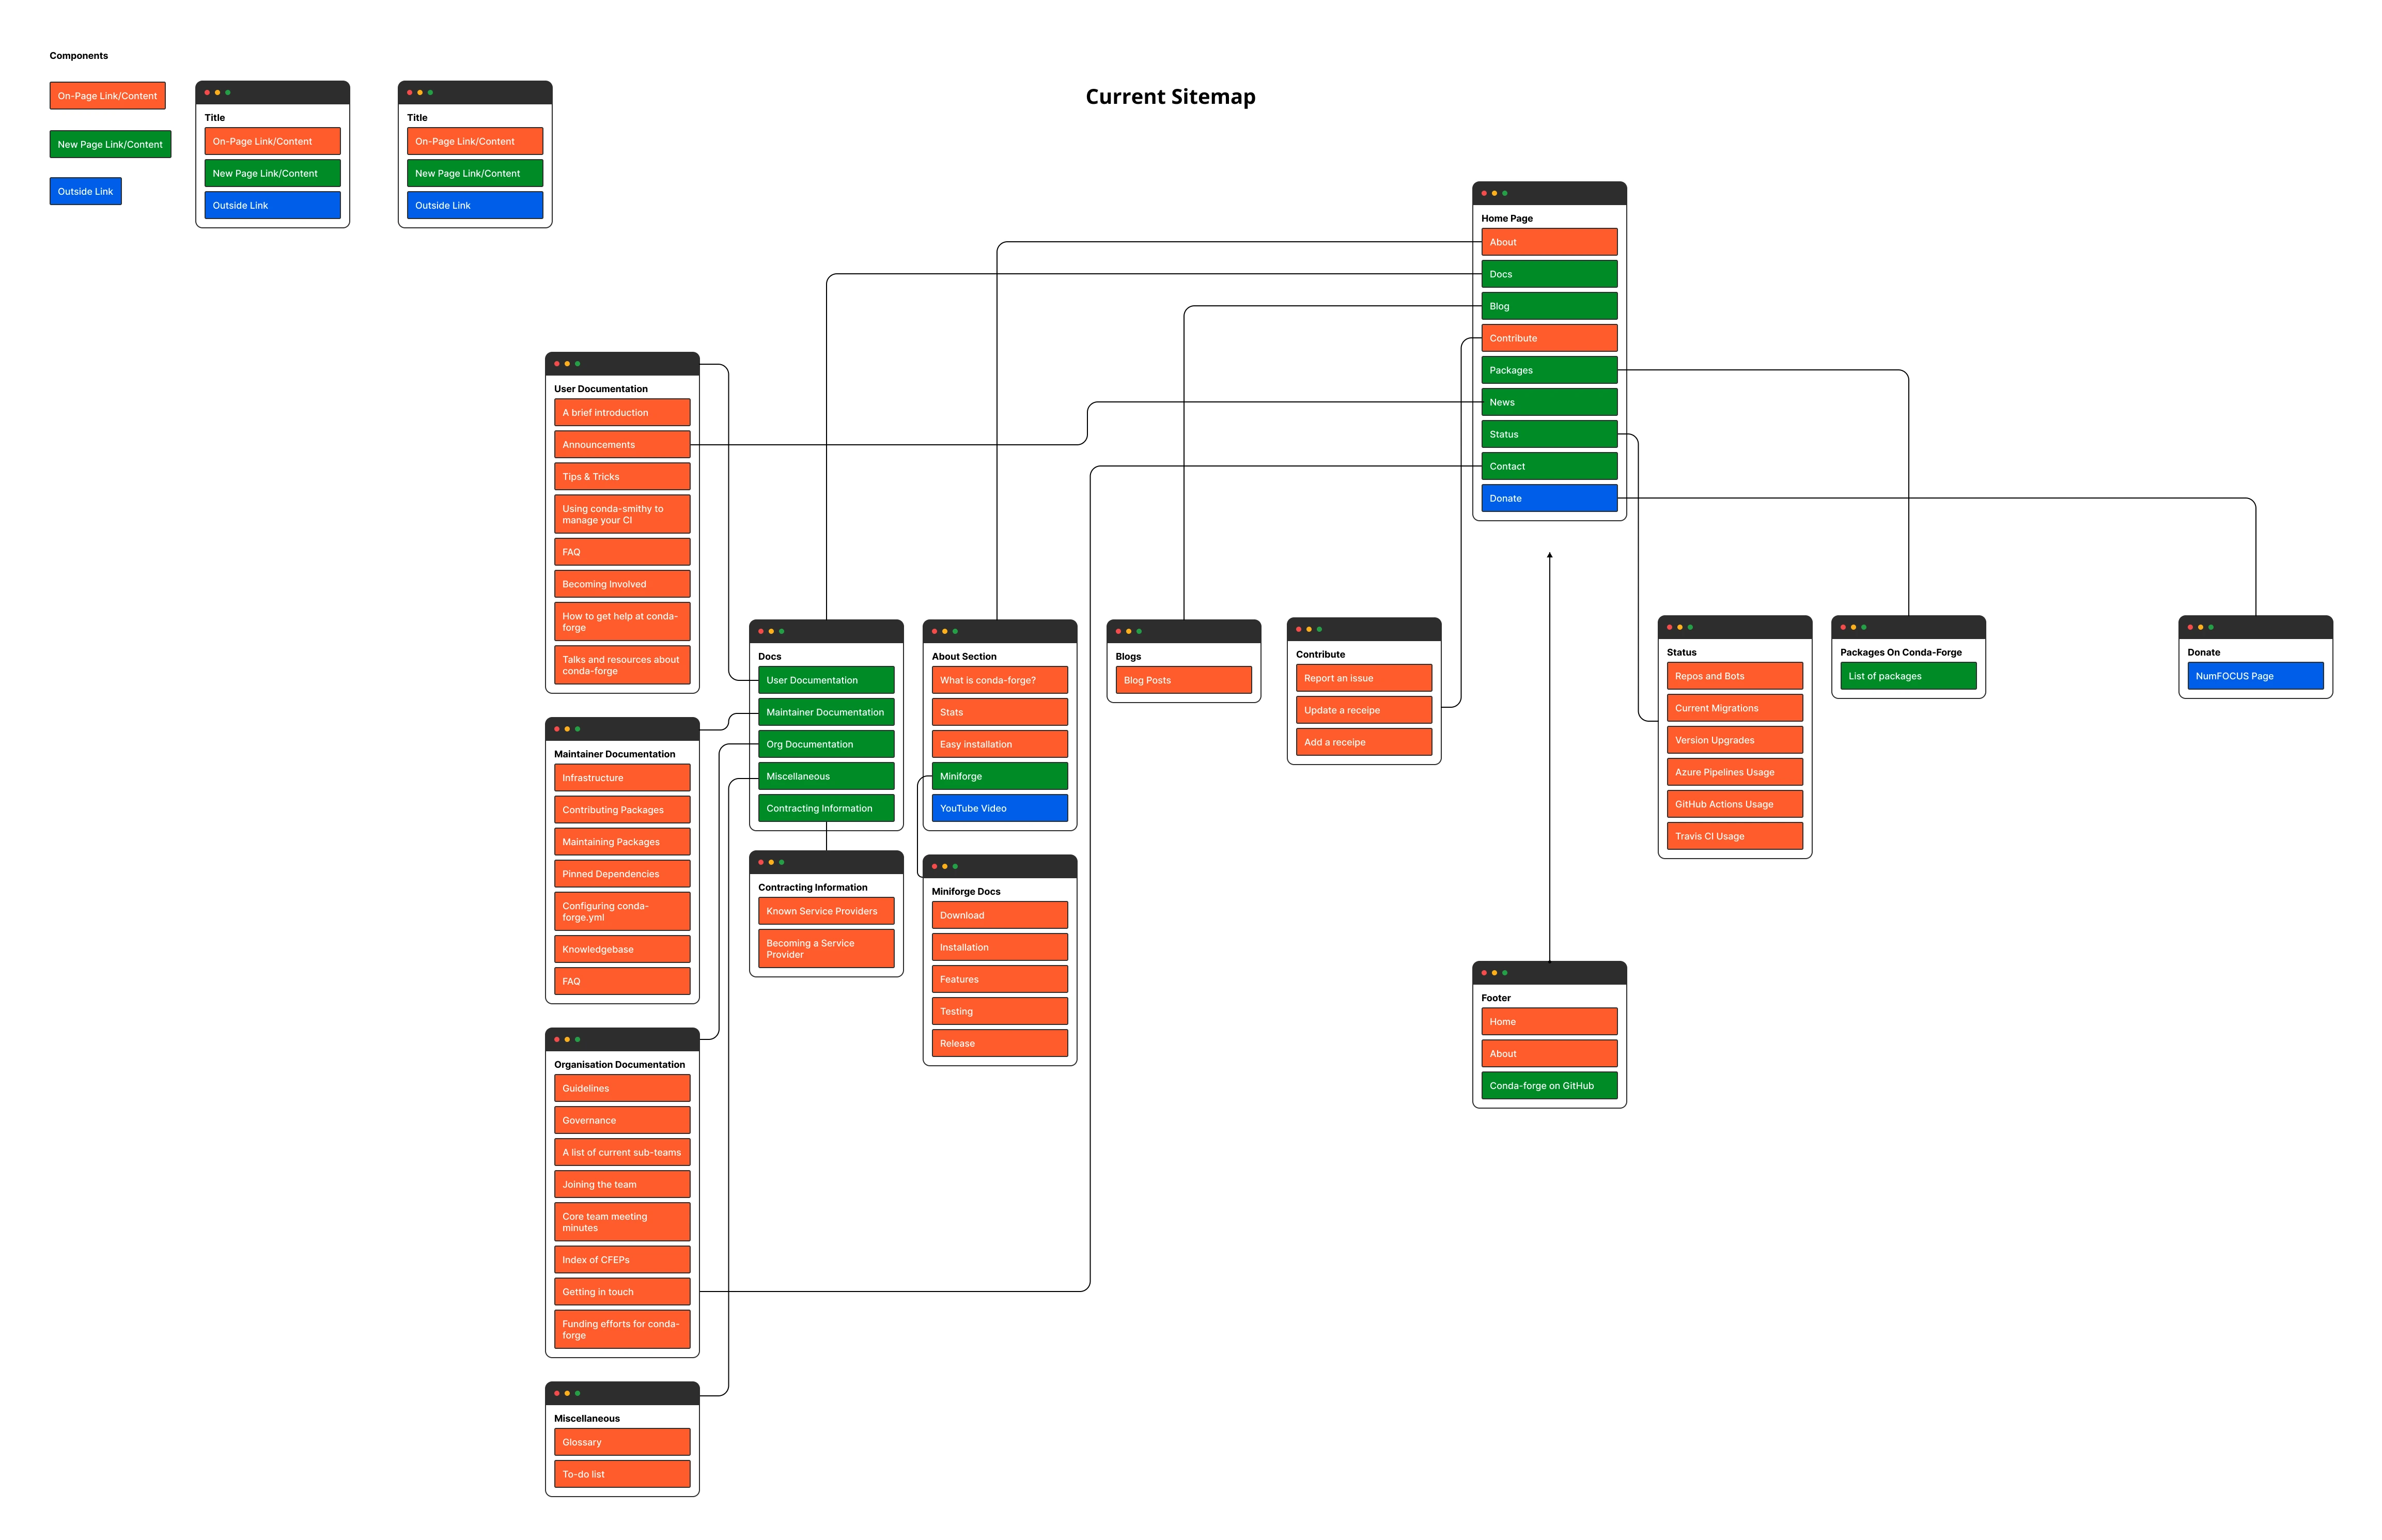 Components
On-Page Link/Content
New Page Link/Content
Outside Link
Title
On-Page Link/Content
New Page Link/Content
Outside Link
Title
On-Page Link/Content
New Page Link/Content
Outside Link
Current Sitemap
Home Page
About
Docs
Blog
Contribute
Packages
News
Status
Contact
Donate
User Documentation
A brief introduction
Announcements
Tips & Tricks
Using conda-smithy to
manage your CI
FAQ
Becoming Involved
How to get help at conda-
forge
Talks and resources about
conda-forge
Maintainer Documentation
Infrastructure
Contributing Packages
Maintaining Packages
Pinned Dependencies
Configuring conda-
forge.yml
Knowledgebase
FAQ
Organisation Documentation
Guidelines
Governance
A list of current sub-teams
Joining the team
Core team meeting
minutes
Index of CFEPs
Getting in touch
Funding efforts for conda-
forge
Miscellaneous
Glossary
To-do list
Docs
User Documentation
Maintainer Documentation
Org Documentation
Miscellaneous
Contracting Information
Contracting Information
Known Service Providers
Becoming a Service
Provider
About Section
What is conda-forge?
Stats
Easy installation
Miniforge
YouTube Video
Miniforge Docs
Download
Installation
Features
Testing
Release
Blogs
Blog Posts
Contribute
Report an issue
Update a receipe
Add a receipe
Footer
Home
About
Conda-forge on GitHub
Status
Repos and Bots
Current Migrations
Version Upgrades
Azure Pipelines Usage
GitHub Actions Usage
Travis CI Usage
Packages On Conda-Forge
List of packages
Donate
NumFOCUS Page